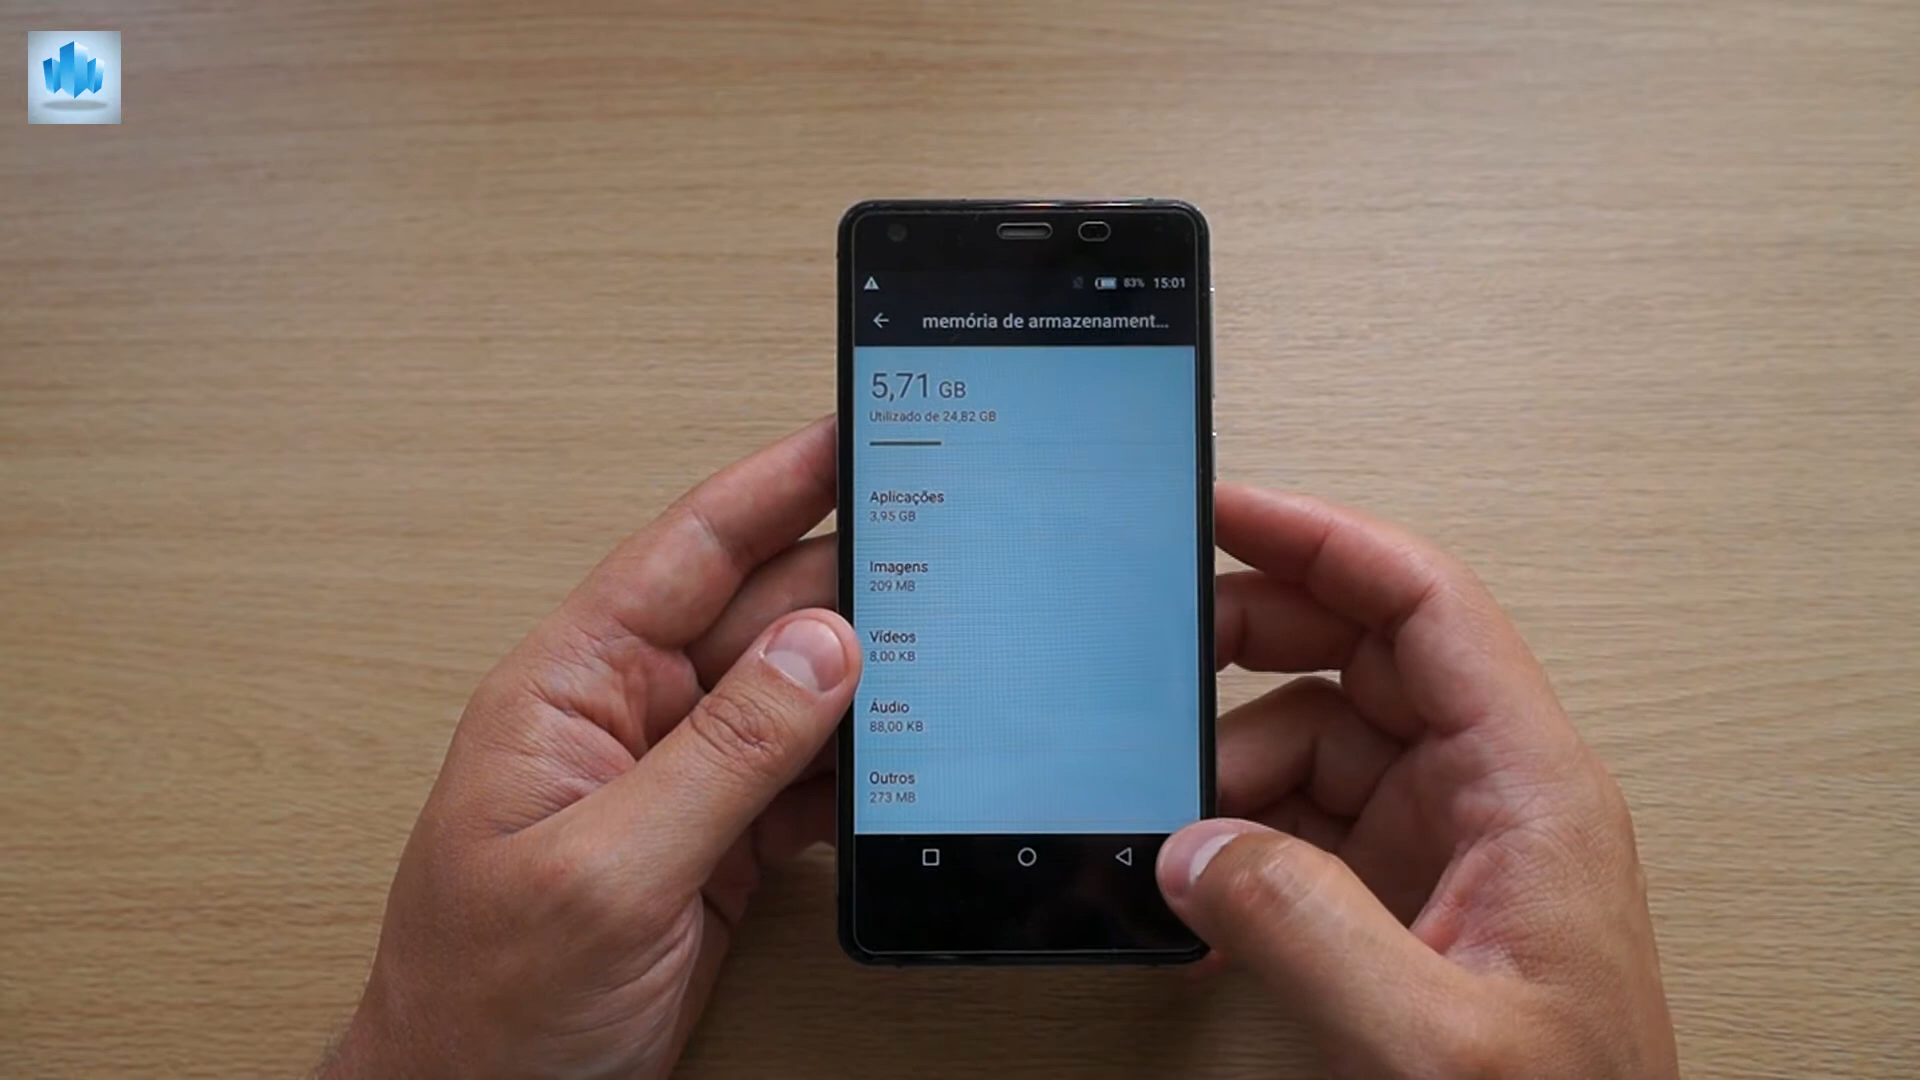 83% 15:01
memória de armazenament...
5,71 GB
Utilizado de 24,82 GB
Aplicações
3,95 GB
Imagens
209 MB
Vídeos
8,00 KB
Áudio
88,00 KB
Outros
273 MB